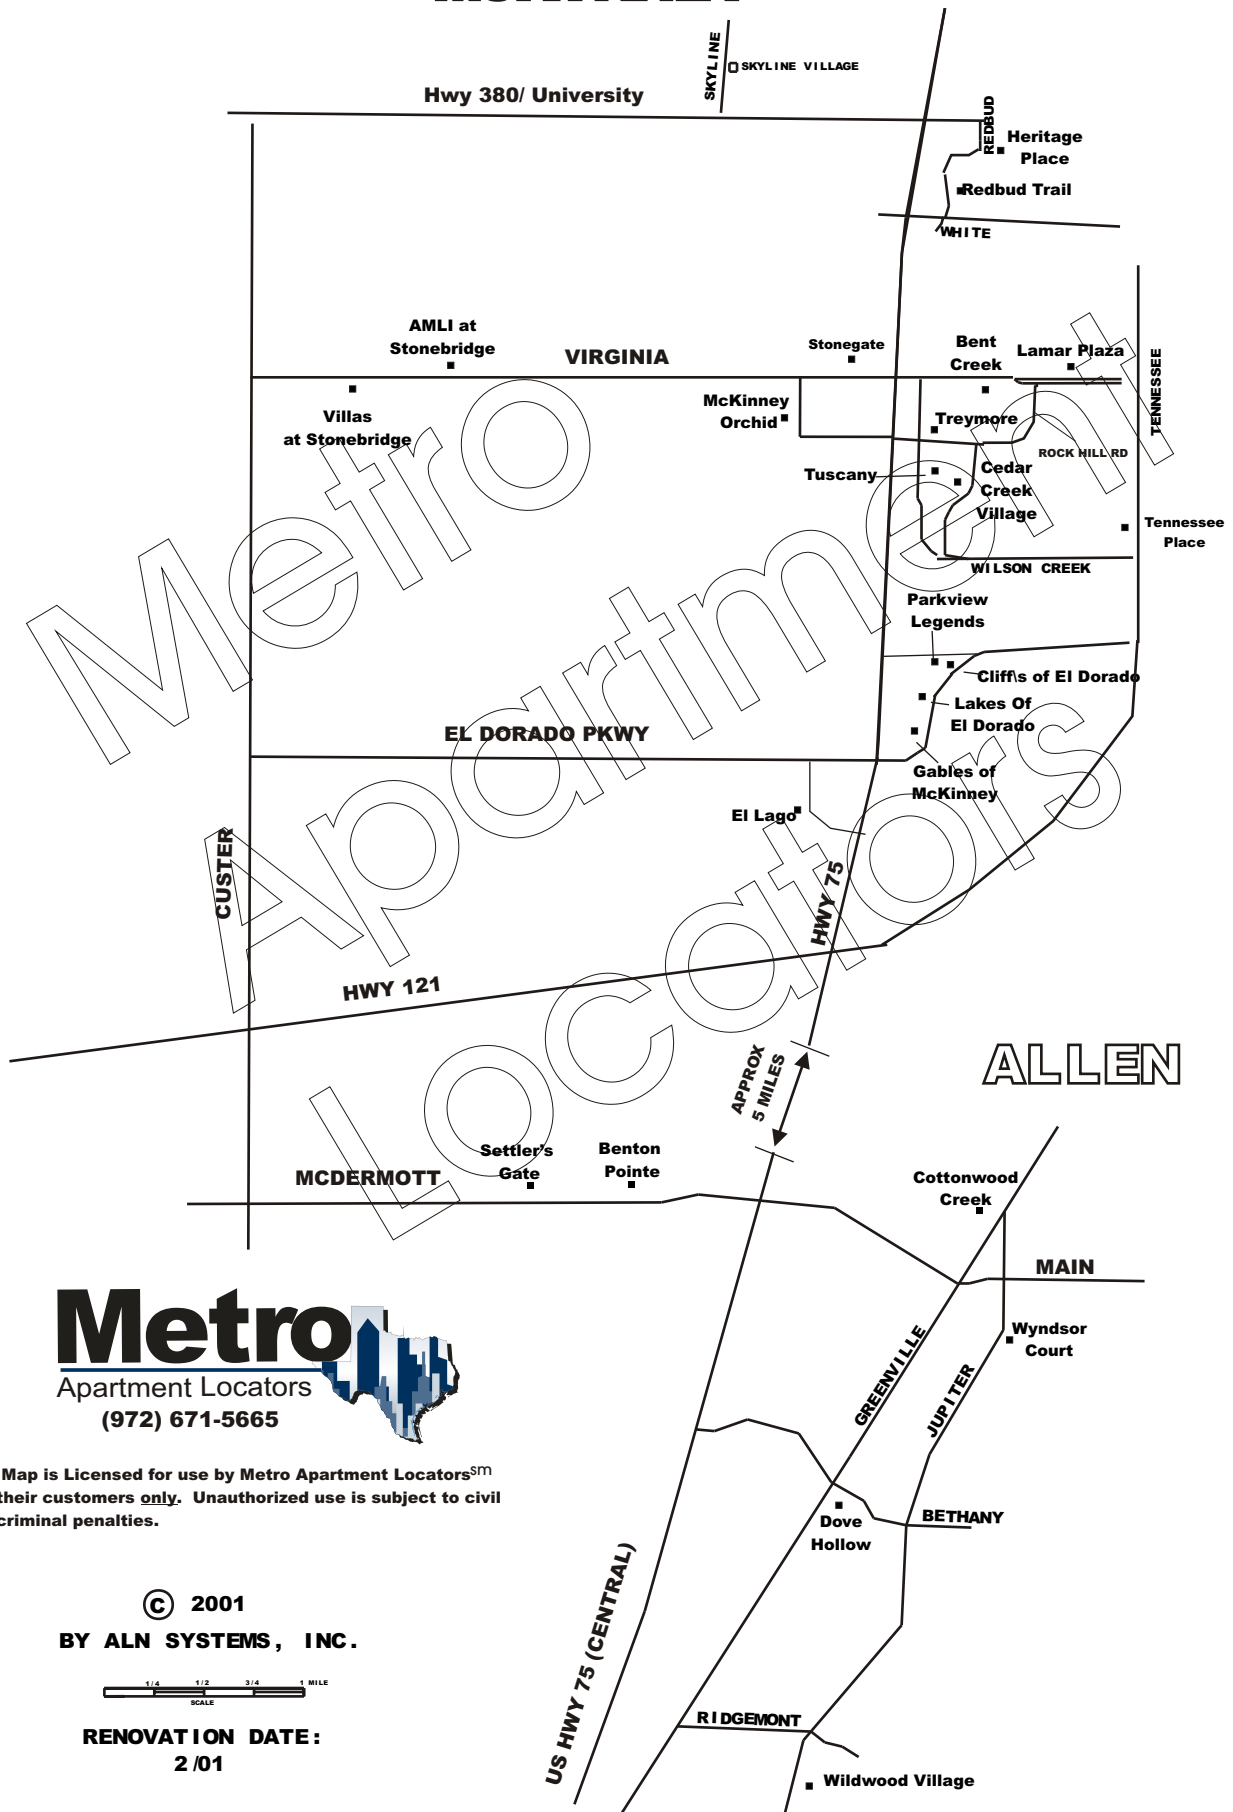 SKYLINE
SKYLINE VILLAGE
Hwy 380/ University
REDBUD
Heritage
Place
Redbud Trail
WHITE
AMLI at
Stonebridge
VIRGINIA
Stonegate
Bent
Creek
Lamar Plaza
TENNESSEE
Villas
at Stonebridge
McKinney
Orchid
Treymore
ROCK HILL RD
Tuscany
Cedar
Creek
Village
Tennessee
Place
WILSON CREEK
Parkview
Legends
Cliff\s of El Dorado
Lakes Of
El Dorado
EL DORADO PKWY
Gables of
McKinney
El Lago
CUSTER
HWY 75
HWY 121
Metro
Apartment
Locators
APPROX
5 MILES
ALLEN
Settler's
Gate
Benton
Pointe
MCDERMOTT
Cottonwood
Creek
MAIN
Wyndsor
Court
GREENVILLE
JUPITER
Metro
Apartment Locators
(972) 671-5665
Map is Licensed for use by Metro Apartment Locators sm
their customers only. Unauthorized use is subject to civil
criminal penalties.
Dove
Hollow
BETHANY
US HWY 75 (CENTRAL)
© 2001
BY ALN SYSTEMS, INC.
1/4 1/2 3/4 1 MILE
SCALE
RENOVATION DATE:
2/01
RIDGEMONT
Wildwood Village